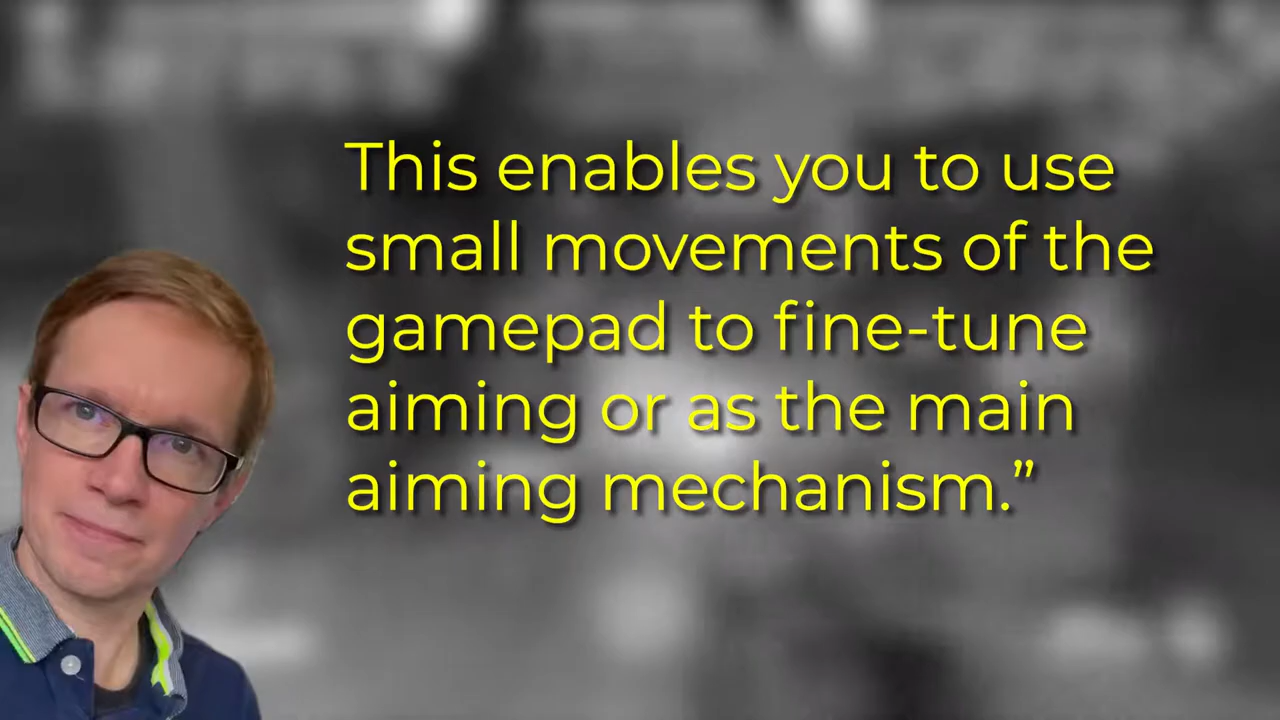 This enables you to use
small movements of the
gamepad to fine-tune
aiming or as the main
aiming mechanism.”